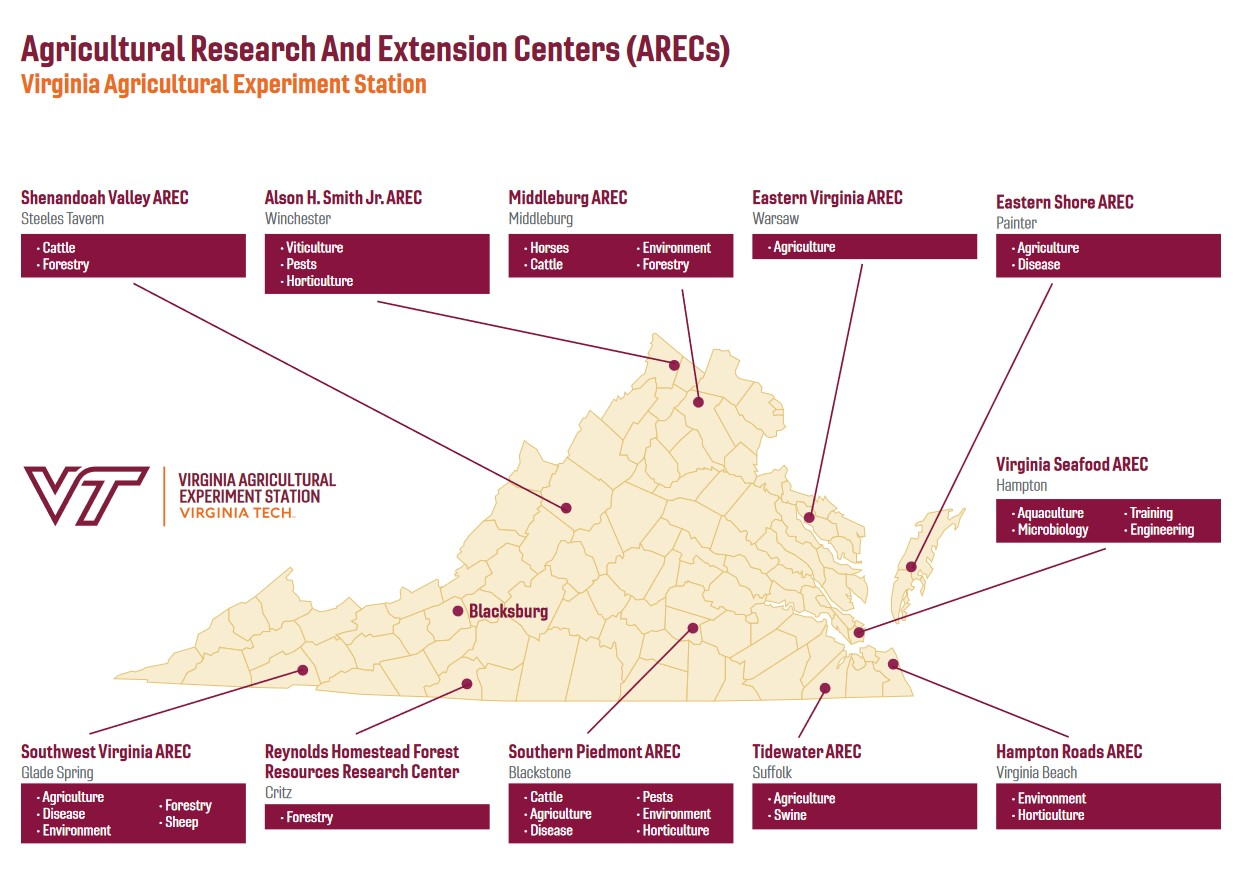 Agricultural Research And Extension Centers (ARECs)
Virginia Agricultural Experiment Station
Shenandoah Valley AREC
Steeles Tavern
· Cattle
· Forestry
Alson H. Smith Jr. AREC
Winchester
· Viticulture
· Pests
· Horticulture
Middleburg AREC
Middleburg
· Horses
· Cattle
· Environment
· Forestry
Eastern Virginia AREC
Warsaw
· Agriculture
Eastern Shore AREC
Painter
· Agriculture
· Disease
VT
VIRGINIA AGRICULTURAL
EXPERIMENT STATION
VIRGINIA TECH.
Virginia Seafood AREC
Hampton
· Aquaculture
· Microbiology
· Training
· Engineering
Blacksburg
Southwest Virginia AREC
Glade Spring
· Agriculture
· Disease
· Environment
· Forestry
· Sheep
Reynolds Homestead Forest
Resources Research Center
Critz
· Forestry
Southern Piedmont AREC
Blackstone
· Cattle
· Agriculture
· Disease
· Pests
· Environment
· Horticulture
Tidewater AREC
Suffolk
· Agriculture
· Swine
Hampton Roads AREC
Virginia Beach
· Environment
· Horticulture